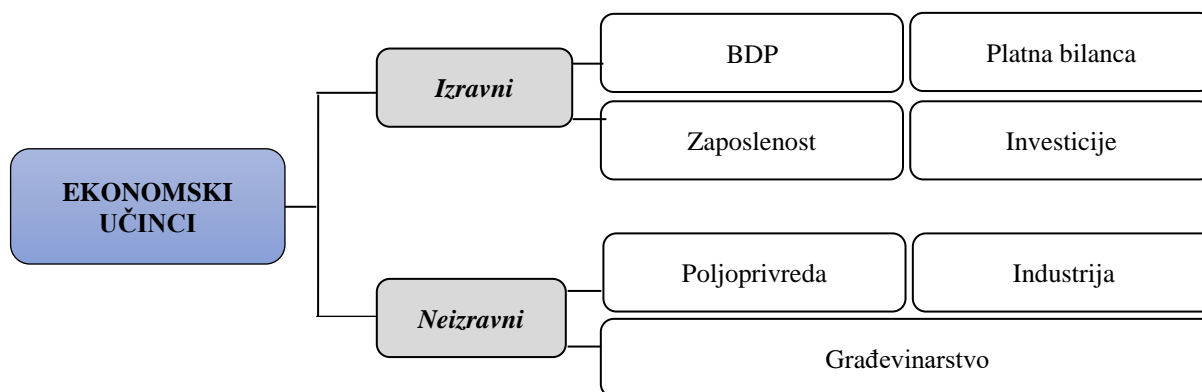 BDP
Platna bilanca
Izravni
Zaposlenost
Investicije
EKONOMSKI
UČINCI
Poljoprivreda
Industrija
Neizravni
Građevinarstvo